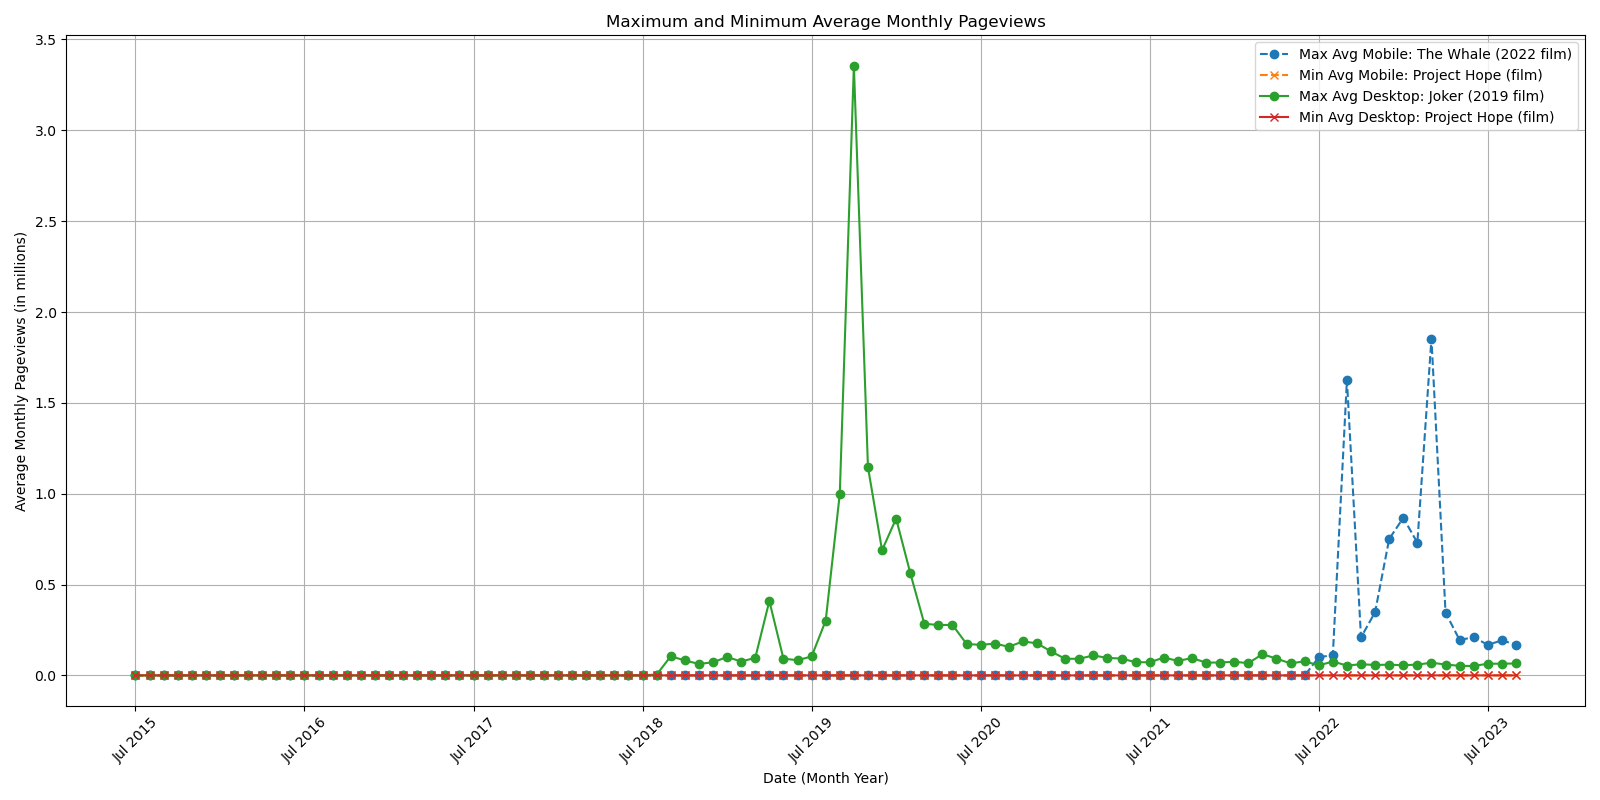 Maximum and Minimum Average Monthly Pageviews
Max Avg Mobile: The Whale (2022 film)
Min Avg Mobile: Project Hope (film)
Max Avg Desktop: Joker (2019 film)
Min Avg Desktop: Project Hope (film)
Average Monthly Pageviews (in millions)
3.5
3.0
2.5
2.0
1.5
1.0
0.5
0.0
Jul 2015
Jul 2016
Jul 2017
Jul 2018
Jul 2019
Jul 2020
Jul 2021
Jul 2022
Jul 2023
Date (Month Year)